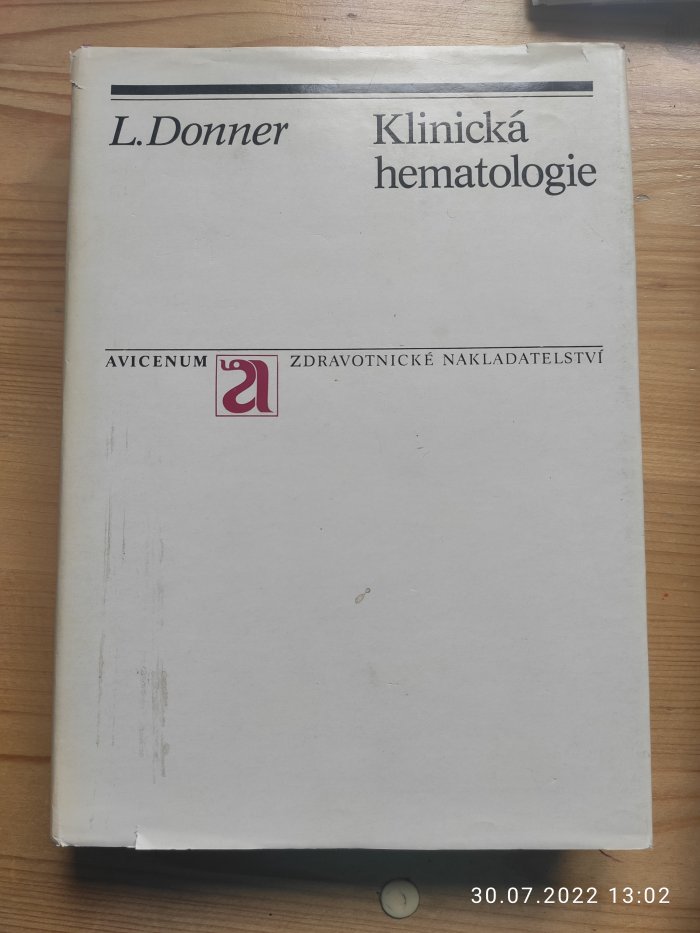 L. Donner
Klinická
hematologie
AVICENUM a ZDRAVOTNICKÉ NAKLADATELSTVÍ
30.07.2022 13:02